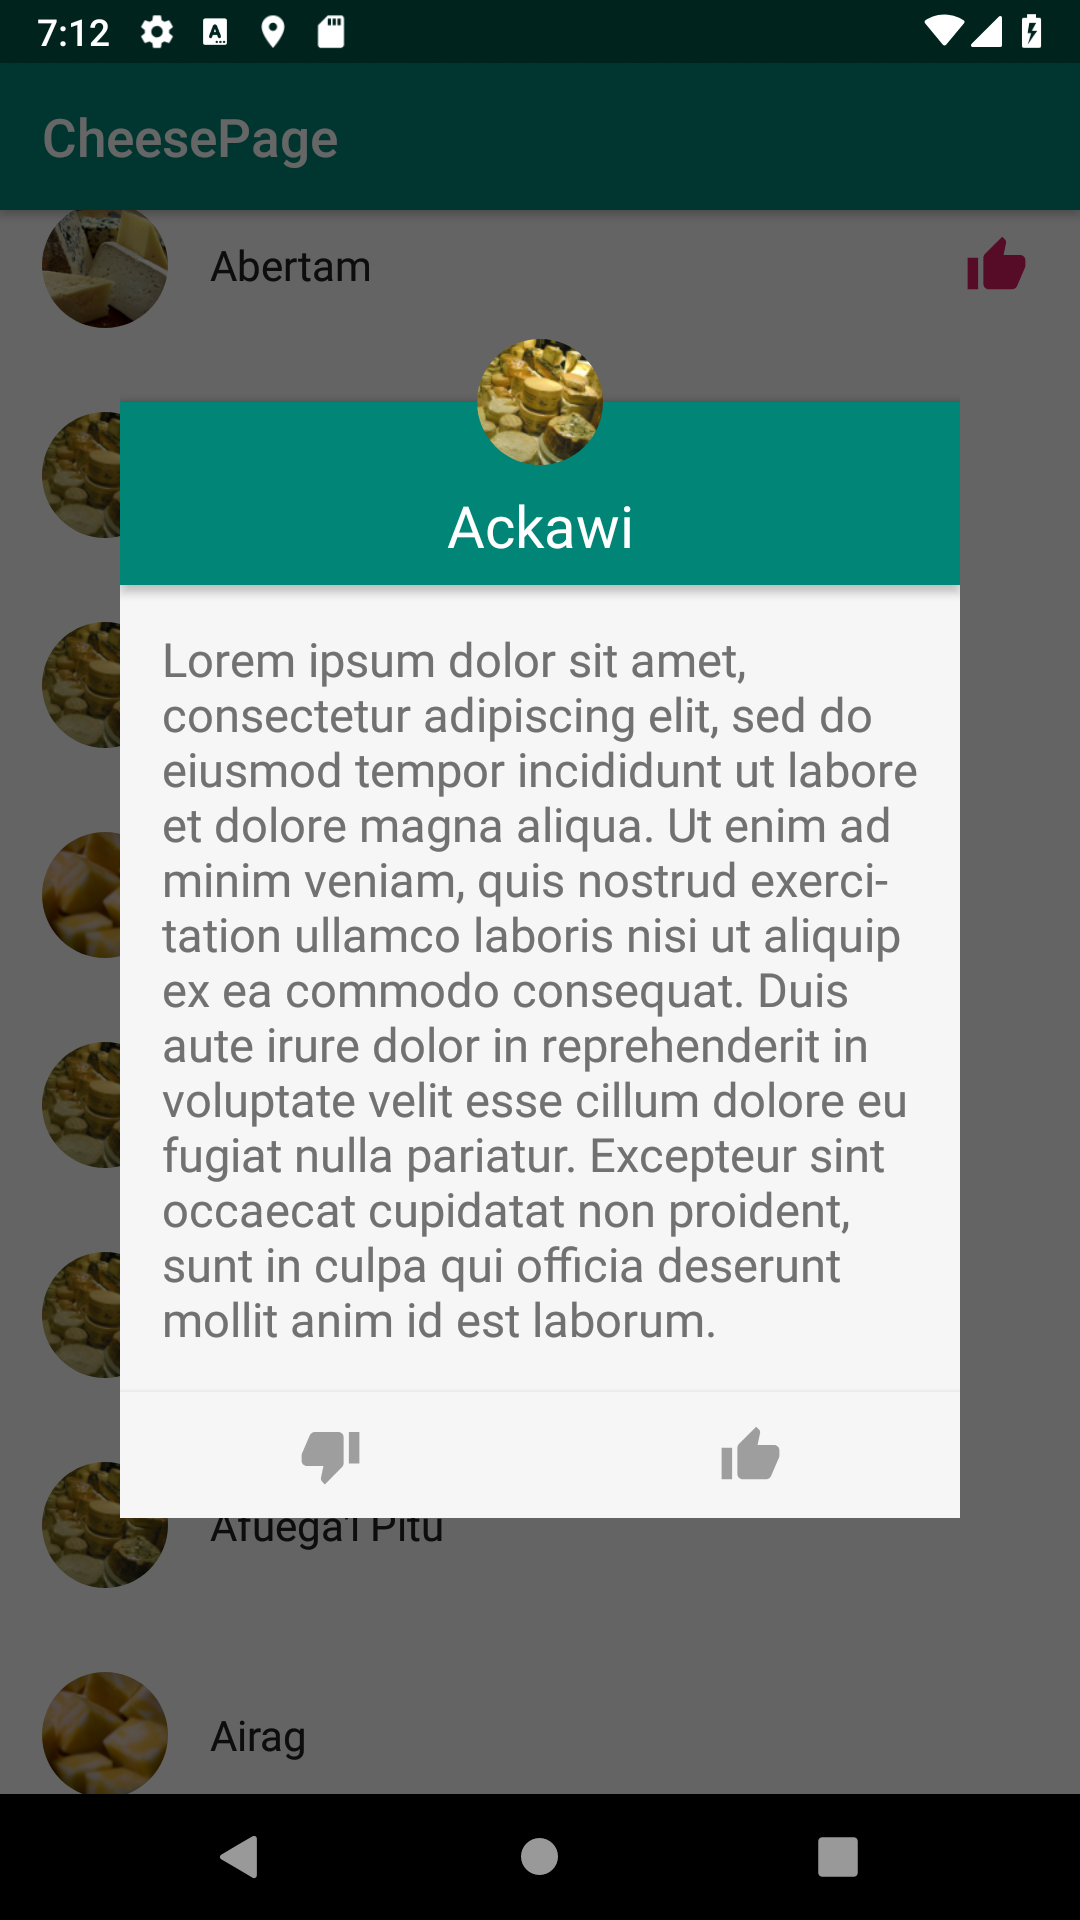 7:12
CheesePage
Abertam
Ackawi
Lorem ipsum dolor sit amet,
consectetur adipiscing elit, sed do
eiusmod tempor incididunt ut labore
et dolore magna aliqua. Ut enim ad
minim veniam, quis nostrud exerci-
tation ullamco laboris nisi ut aliquip
ex ea commodo consequat. Duis
aute irure dolor in reprehenderit in
voluptate velit esse cillum dolore eu
fugiat nulla pariatur. Excepteur sint
occaecat cupidatat non proident,
sunt in culpa qui officia deserunt
mollit anim id est laborum.
Afuega'l Pitu
Airag